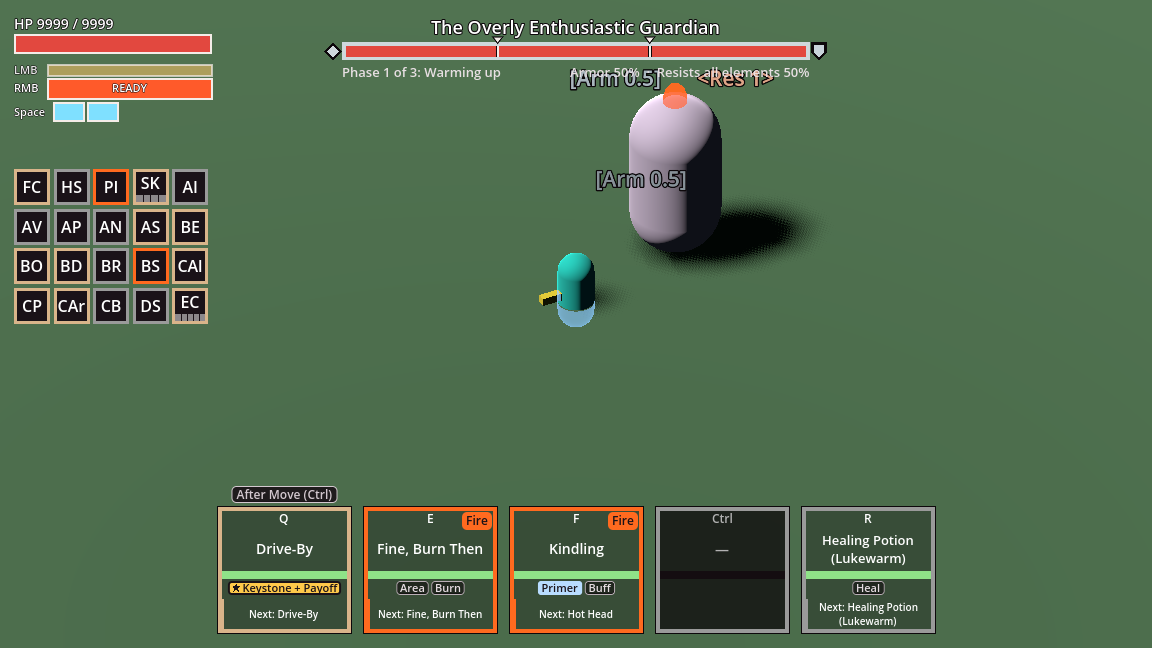 HP 9999 / 9999
The Overly Enthusiastic Guardian
LMB
RMB
READY
Space
Phase 1 of 3: Warming up
Armor 50%
Resists all elements 50%
[Arm 0.5]
<Res 1>
[Arm 0.5]
FC HS PI SK AI
AV AP AN AS BE
BO BD BR BS CAI
CP CAr CB DS EC
After Move (Ctrl)
Q
Drive-By
★ Keystone + Payoff
Next: Drive-By
E
Fire
Fine, Burn Then
Area Burn
Next: Fine, Burn Then
F
Fire
Kindling
Primer Buff
Next: Hot Head
Ctrl
—
R
Healing Potion
(Lukewarm)
Heal
Next: Healing Potion
(Lukewarm)